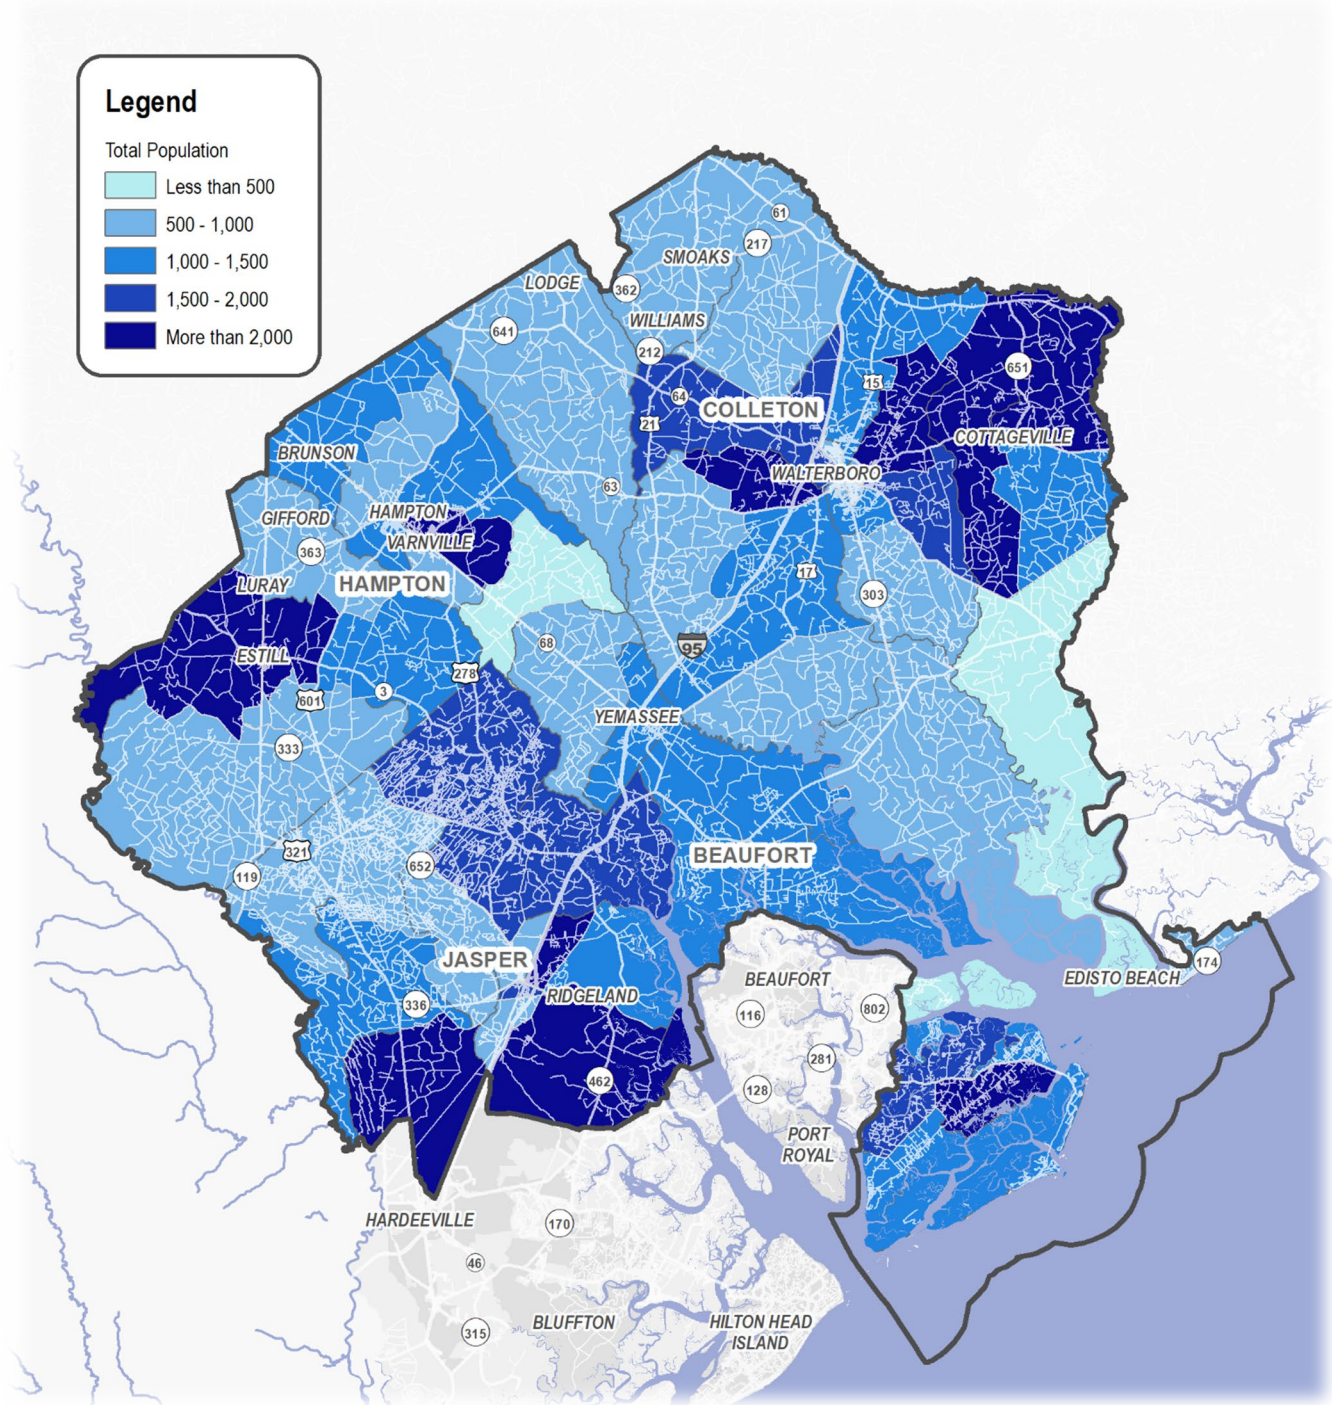 Legend
Total Population
Less than 500
500 - 1,000
1,000 - 1,500
1,500 - 2,000
More than 2,000
61
217
SMOAKS
LODGE
362
WILLIAMS
641
212
651
15
64
COLLETON
21
COTTAGEVILLE
BRUNSON
WALTERBORO
63
HAMPTON
GIFFORD
VARNVILLE
363
17
LURAY
HAMPTON
303
68
95
ESTILL
278
3
601
YEMASSEE
333
321
BEAUFORT
652
119
JASPER
174
BEAUFORT
EDISTO BEACH
RIDGELAND
336
116
802
281
462
128
PORT
ROYAL
HARDEEVILLE
170
46
BLUFFTON
HILTON HEAD
ISLAND
315